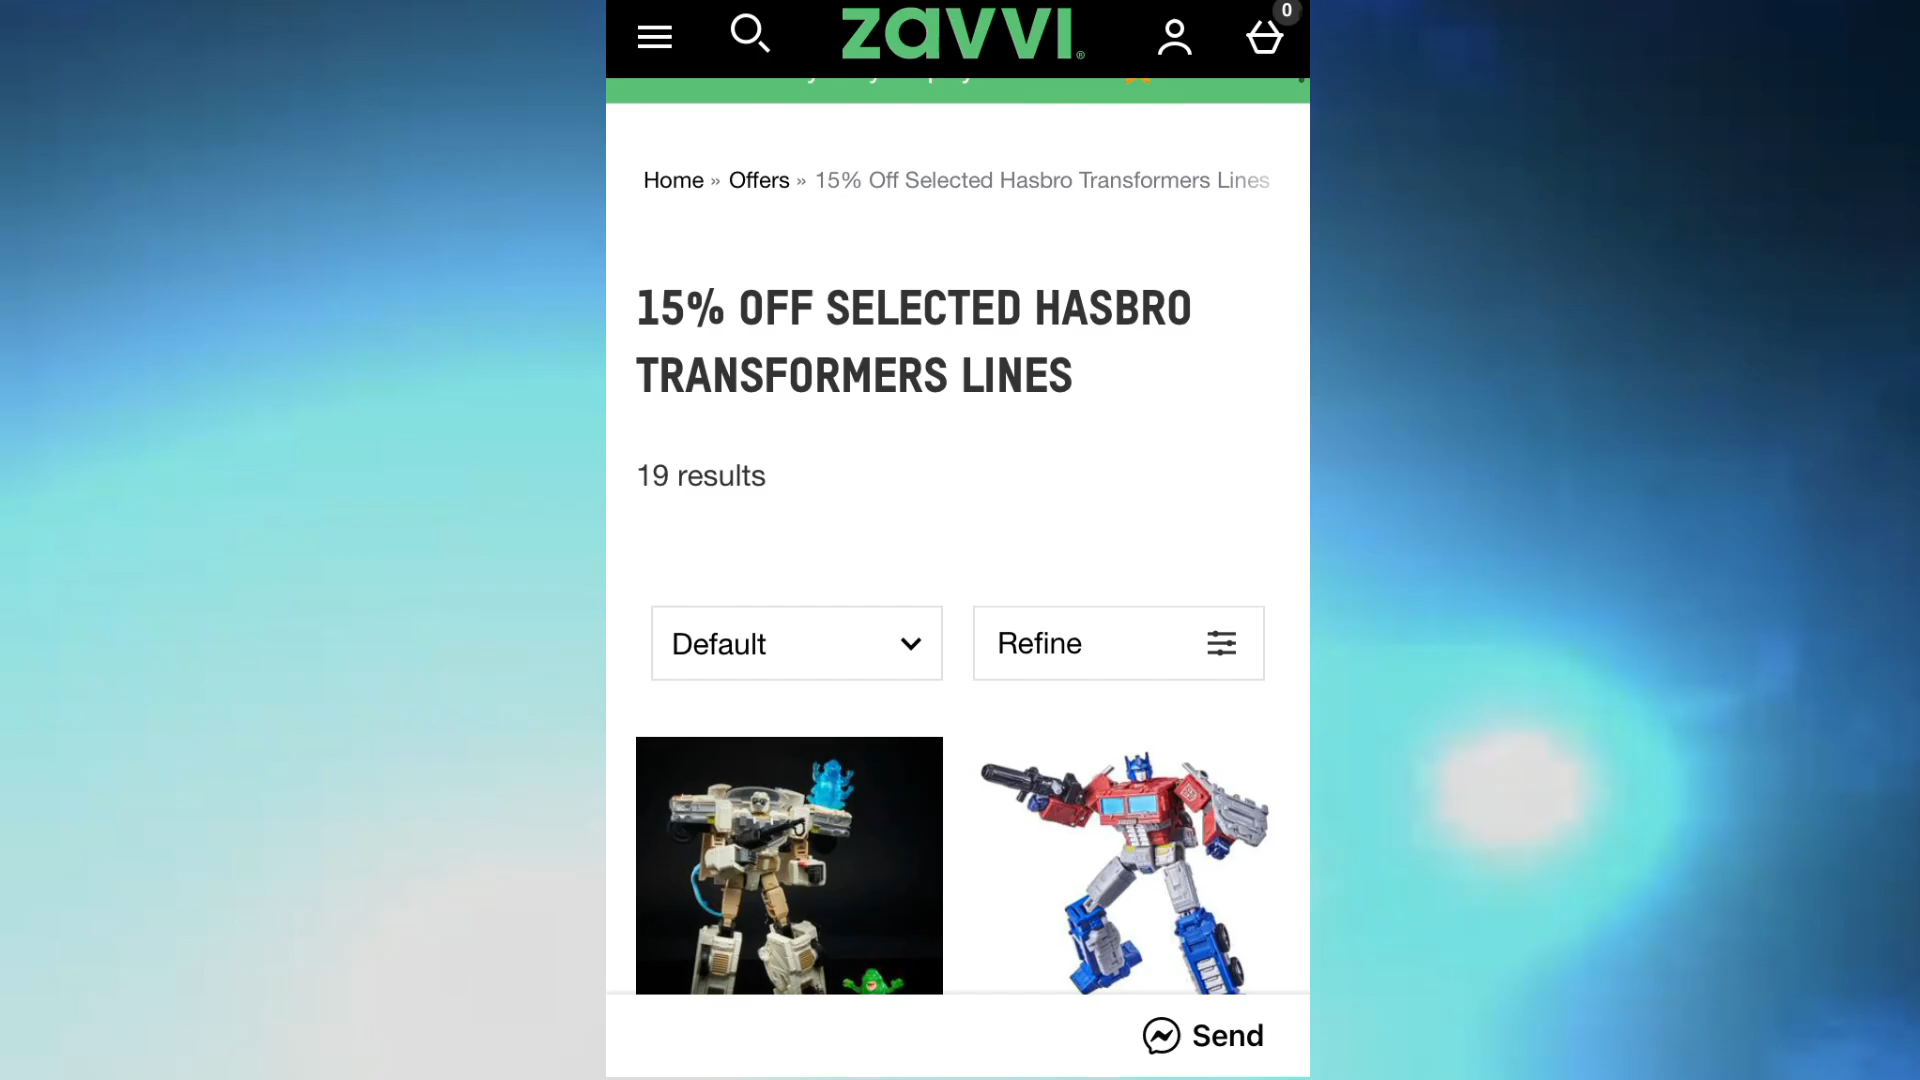 0
zavvi®
Home » Offers » 15% Off Selected Hasbro Transformers Lines
15% OFF SELECTED HASBRO
TRANSFORMERS LINES
19 results
Default
Refine
Send